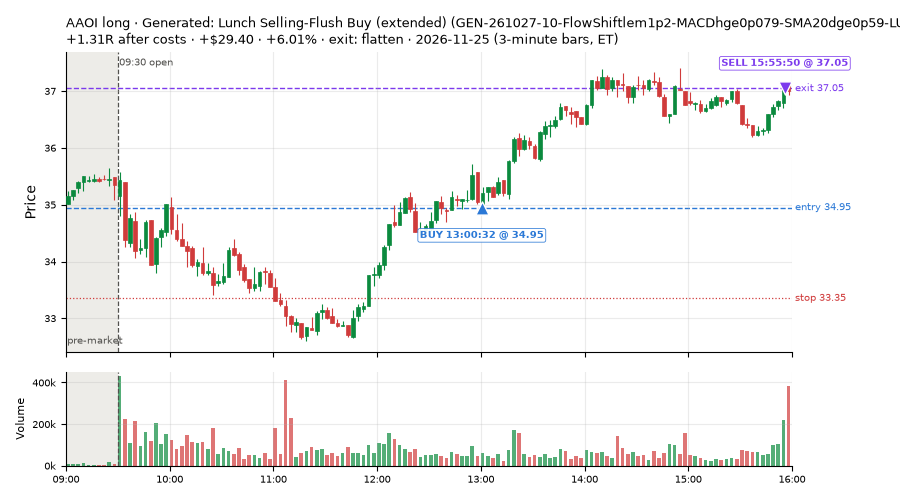 AAOI long · Generated: Lunch Selling-Flush Buy (extended) (GEN-261027-10-FlowShiftlem1p2-MACDhge0p079-SMA20dge0p59-LU
+1.31R after costs · +$29.40 · +6.01% · exit: flatten · 2026-11-25 (3-minute bars, ET)
SELL 15:55:50 @ 37.05
09:30 open
37
exit 37.05
36
35
entry 34.95
BUY 13:00:32 @ 34.95
34
stop 33.35
33
pre-market
Price
400k
200k
0k
Volume
09:00 10:00 11:00 12:00 13:00 14:00 15:00 16:00